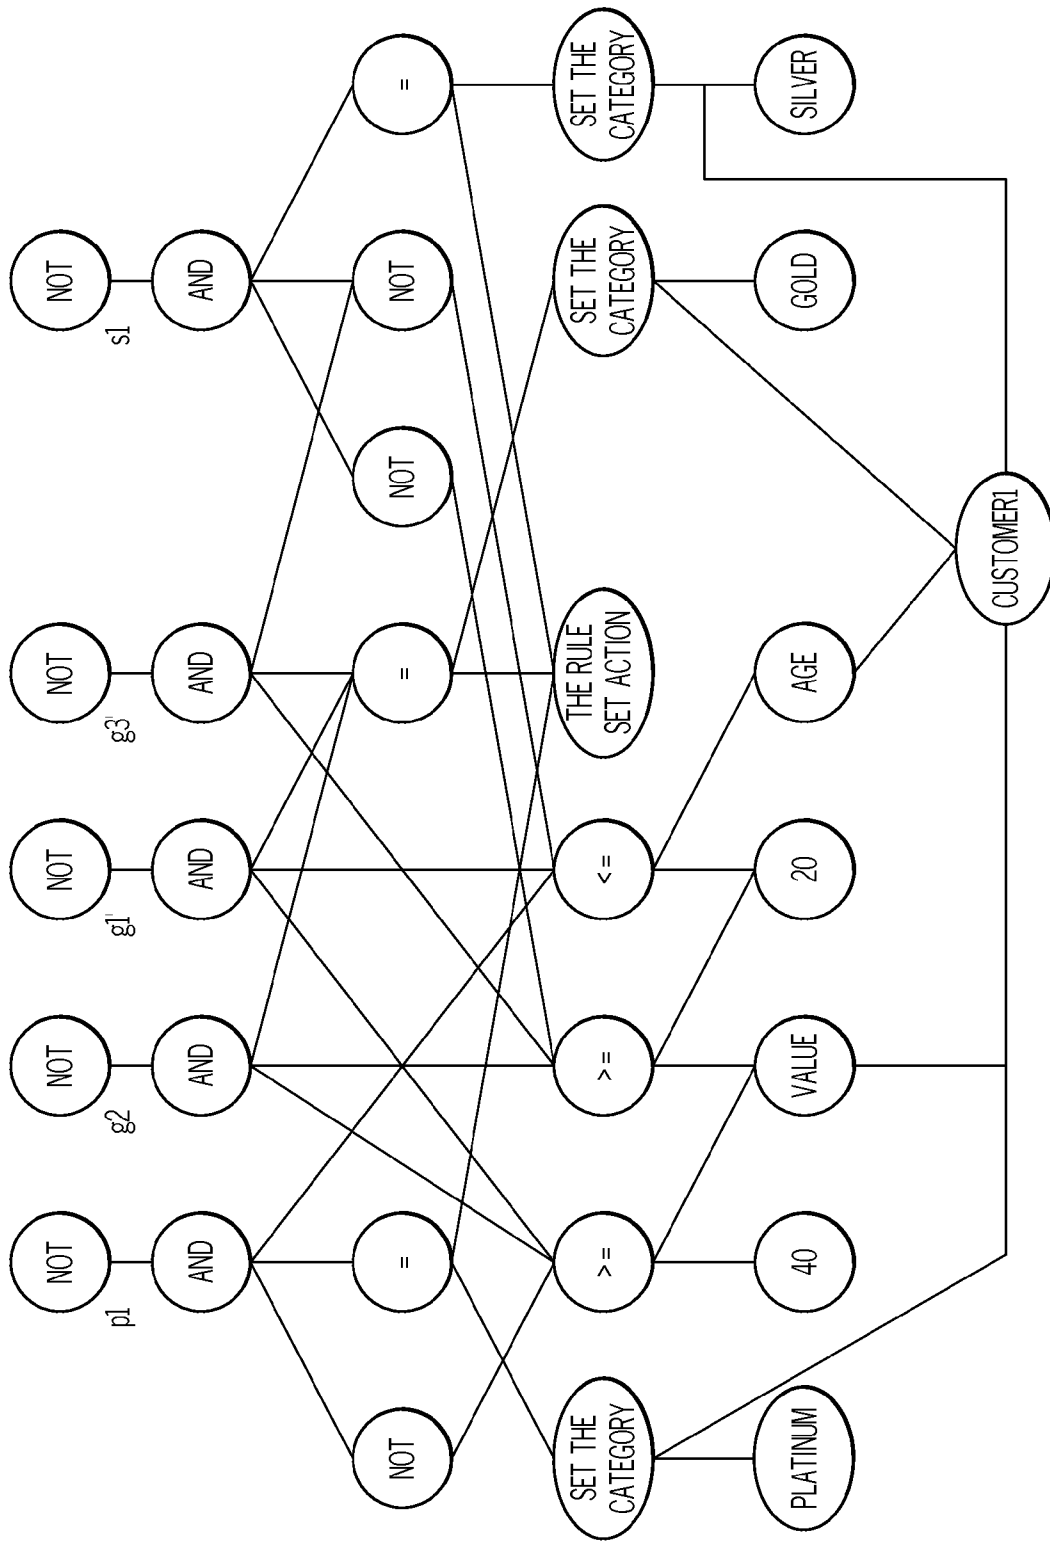 NOT
NOT
NOT
NOT
NOT
p1
g2
g1'
g3'
s1
AND
AND
AND
AND
AND
NOT
=
=
NOT
NOT
=
SET THE
CATEGORY
>=
>=
<=
THE RULE
SET ACTION
SET THE
CATEGORY
SET THE
CATEGORY
PLATINUM
40
VALUE
20
AGE
GOLD
SILVER
CUSTOMER1